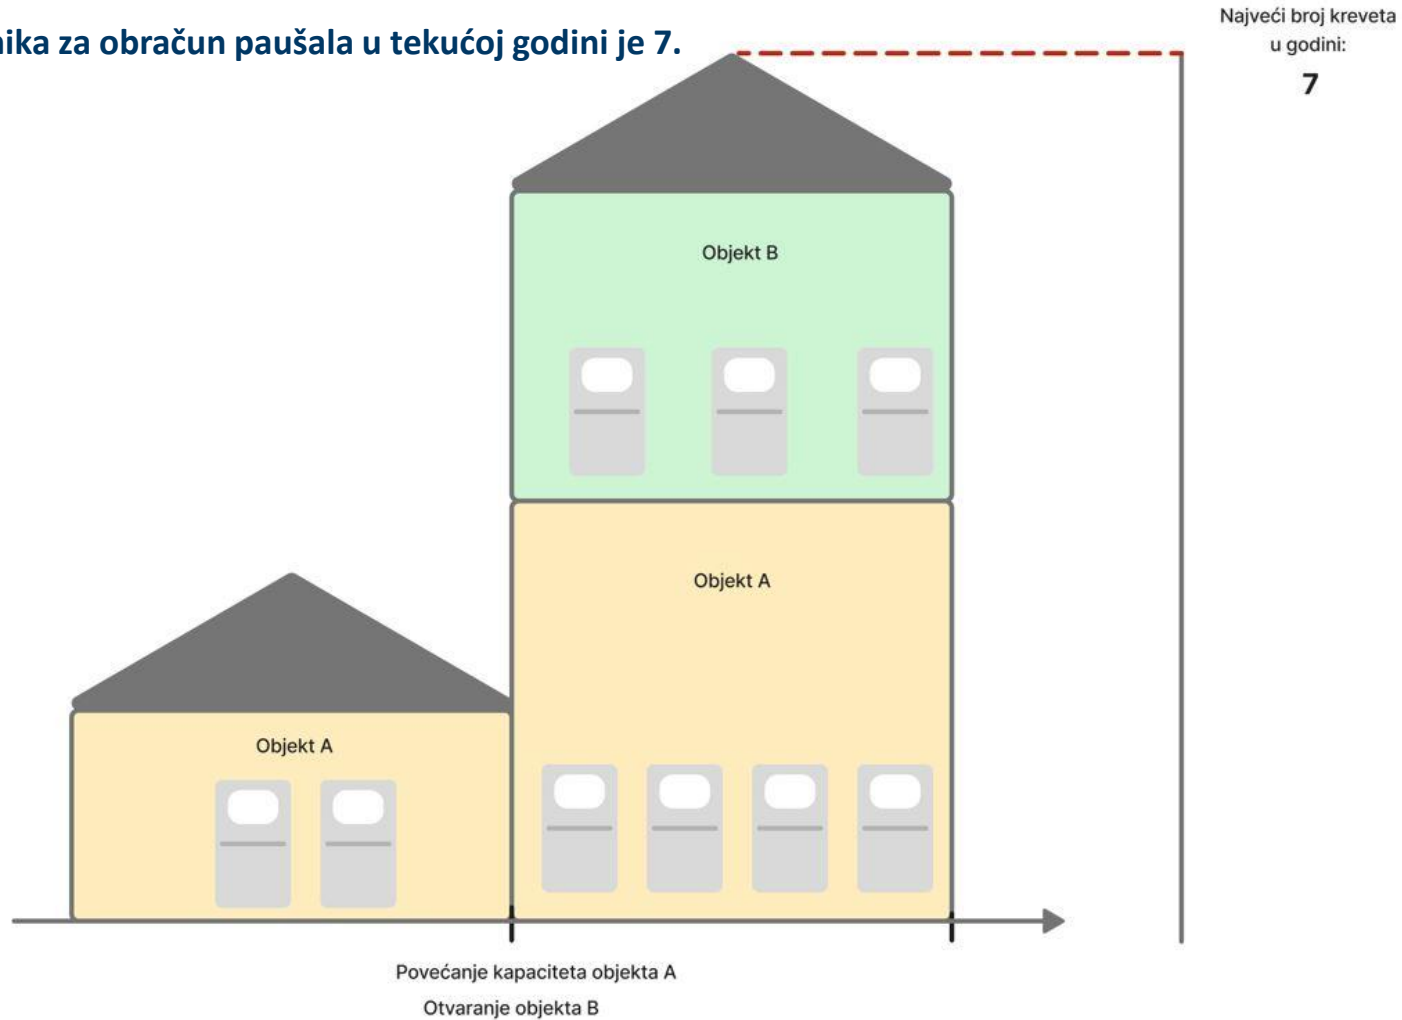 nika za obračun paušala u tekućoj godini je 7.
Najveći broj kreveta
u godini:
7
Objekt B
Objekt A
Objekt A
Povećanje kapaciteta objekta A
Otvaranje objekta B